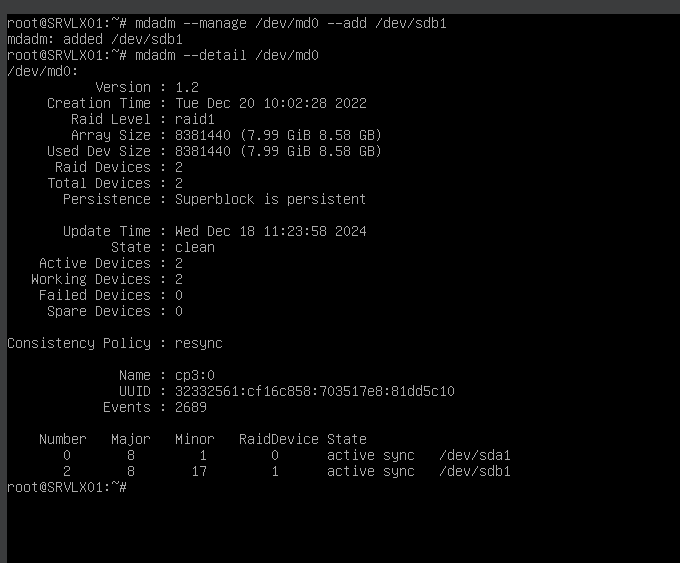 root@SRVLX01:~# mdadm --manage /dev/md0 --add /dev/sdb1
mdadm: added /dev/sdb1
root@SRVLX01:~# mdadm --detail /dev/md0
/dev/md0:
Version : 1.2
Creation Time : Tue Dec 20 10:02:28 2022
Raid Level : raid1
Array Size : 8381440 (7.99 GiB 8.58 GB)
Used Dev Size : 8381440 (7.99 GiB 8.58 GB)
Raid Devices : 2
Total Devices : 2
Persistence : Superblock is persistent
Update Time : Wed Dec 18 11:23:58 2024
State : clean
Active Devices : 2
Working Devices : 2
Failed Devices : 0
Spare Devices : 0
Consistency Policy : resync
Name : cp3:0
UUID : 32332561:cf16c858:703517e8:81dd5c10
Events : 2689
Number Major Minor RaidDevice State
0 8 1 0 active sync /dev/sda1
2 8 17 1 active sync /dev/sdb1
root@SRVLX01:~#